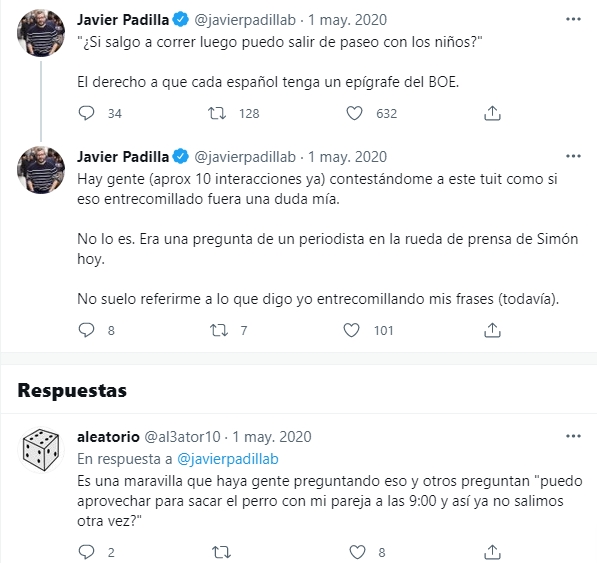 Javier Padilla @javierpadillab · 1 may. 2020
"¿Si salgo a correr luego puedo salir de paseo con los niños?"
El derecho a que cada español tenga un epígrafe del BOE.
34 128 632
Javier Padilla @javierpadillab · 1 may. 2020
Hay gente (aprox 10 interacciones ya) contestándome a este tuit como si
eso entrecomillado fuera una duda mía.
No lo es. Era una pregunta de un periodista en la rueda de prensa de Simón
hoy.
No suelo referirme a lo que digo yo entrecomillando mis frases (todavía).
8 7 101
Respuestas
aleatorio @al3ator10 · 1 may. 2020
En respuesta a @javierpadillab
Es una maravilla que haya gente preguntando eso y otros preguntan "puedo
aprovechar para sacar el perro con mi pareja a las 9:00 y así ya no salimos
otra vez?"
2 8